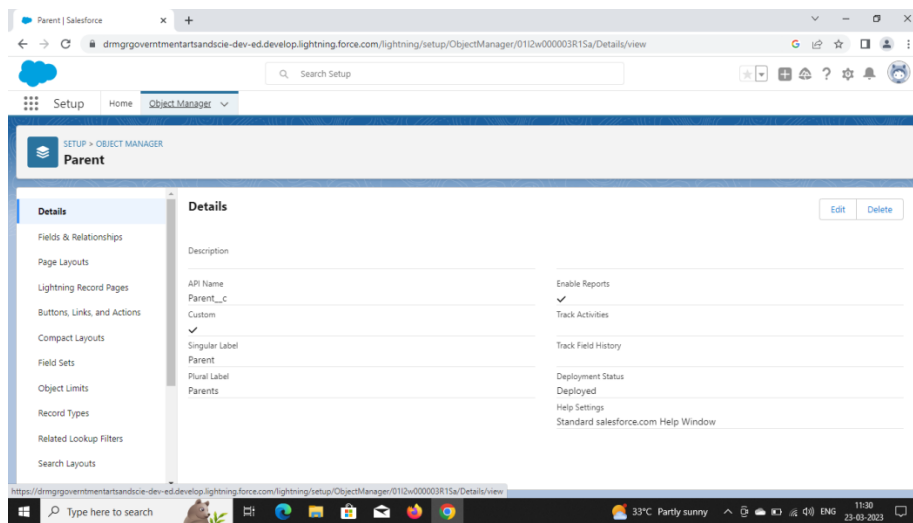 Parent | Salesforce
drmgrgoverntmentartsandscie-dev-ed.develop.lightning.force.com/lightning/setup/ObjectManager/01I2w000003R1Sa/Details/view
Search Setup
Setup
Home
Object Manager
SETUP > OBJECT MANAGER
Parent
Details
Fields & Relationships
Page Layouts
Lightning Record Pages
Buttons, Links, and Actions
Compact Layouts
Field Sets
Object Limits
Record Types
Related Lookup Filters
Search Layouts
Details
Edit
Delete
Description
API Name
Parent__c
Custom
Singular Label
Parent
Plural Label
Parents
Enable Reports
Track Activities
Track Field History
Deployment Status
Deployed
Help Settings
Standard salesforce.com Help Window
https://drmgrgoverntmentartsandscie-dev-ed.develop.lightning.force.com/lightning/setup/ObjectManager/01I2w000003R1Sa/Details/view
Type here to search
33°C Partly sunny
ENG
11:30
23-03-2023